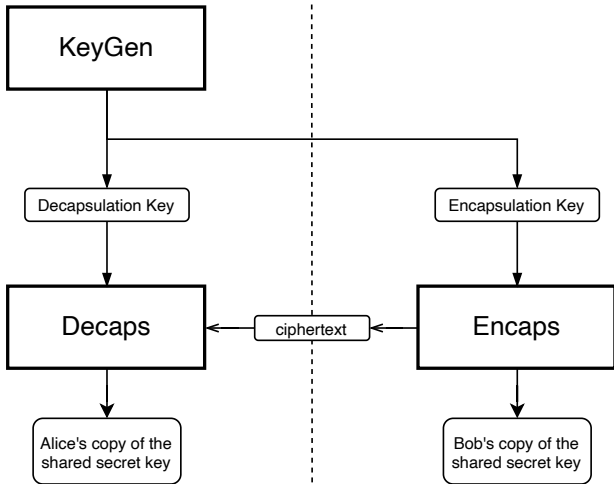 KeyGen
Decapsulation Key
Encapsulation Key
Decaps
ciphertext
Encaps
Alice's copy of the
shared secret key
Bob's copy of the
shared secret key